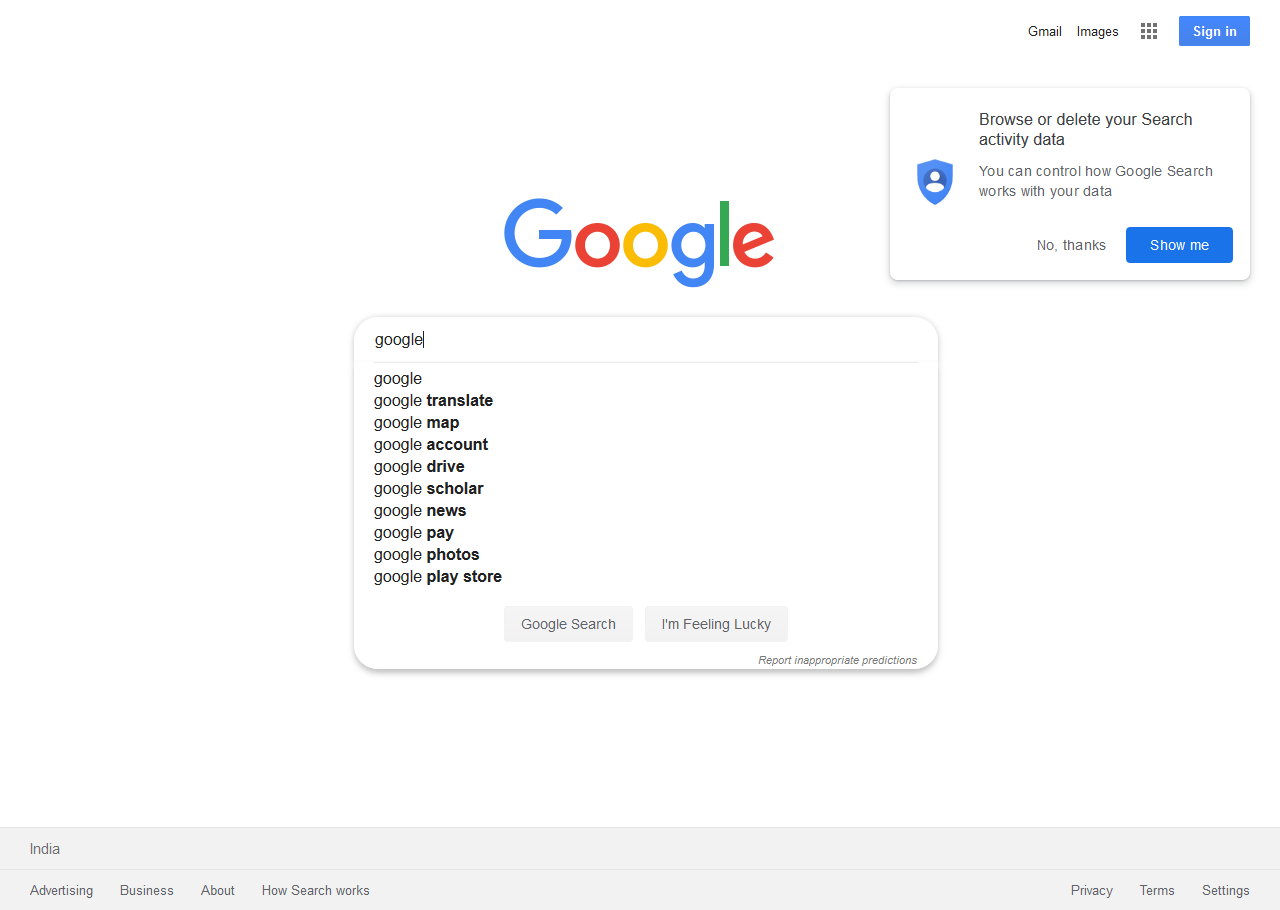 Gmail Images Sign in
Browse or delete your Search
activity data
You can control how Google Search
works with your data
No, thanks Show me
Google
google
google
google translate
google map
google account
google drive
google scholar
google news
google pay
google photos
google play store
Google Search I'm Feeling Lucky
Report inappropriate predictions
India
Advertising Business About How Search works Privacy Terms Settings